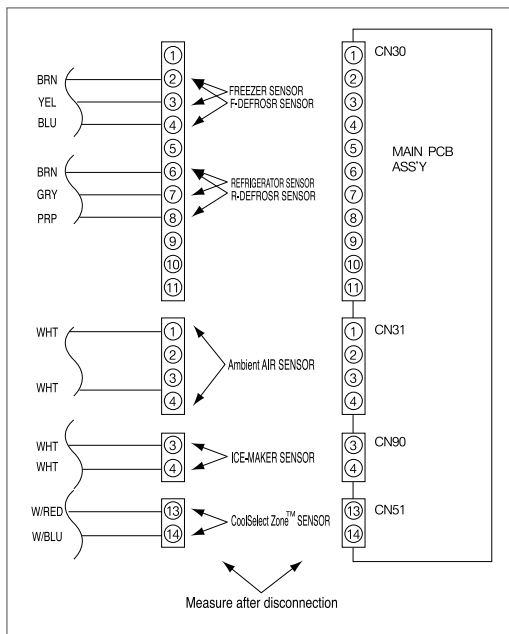 ① CN30 ①
BRN ② ②
FREEZER SENSOR
YEL ③ ③
F-DEFROSR SENSOR
BLU ④ ④
⑤ ⑤
MAIN PCB
ASS'Y
BRN ⑥ ⑥
REFRIGERATOR SENSOR
GRY ⑦ ⑦
R-DEFROSR SENSOR
PRP ⑧ ⑧
⑨ ⑨
⑩ ⑩
⑪ ⑪
WHT ① ① CN31
② ②
Ambient AIR SENSOR
③ ③
WHT ④ ④
WHT ③ ③ CN90
ICE-MAKER SENSOR
WHT ④ ④
W/RED ⑬ ⑬ CN51
CoolSelect Zone™ SENSOR
W/BLU ⑭ ⑭
Measure after disconnection